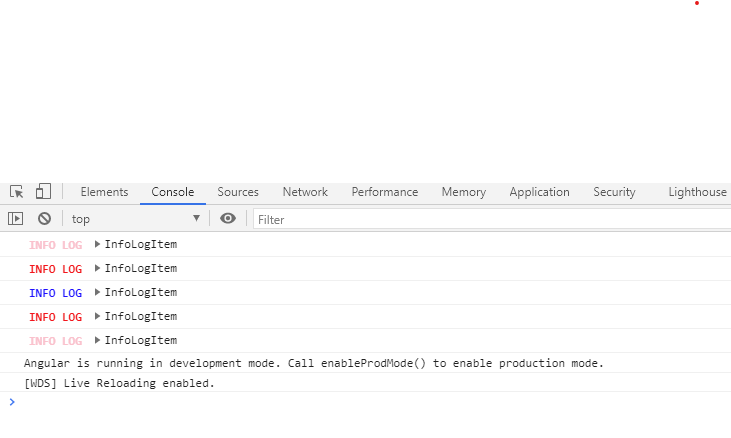 Elements Console Sources Network Performance Memory Application Security Lighthouse
top Filter
INFO LOG InfoLogItem
INFO LOG InfoLogItem
INFO LOG InfoLogItem
INFO LOG InfoLogItem
INFO LOG InfoLogItem
Angular is running in development mode. Call enableProdMode() to enable production mode.
[WDS] Live Reloading enabled.